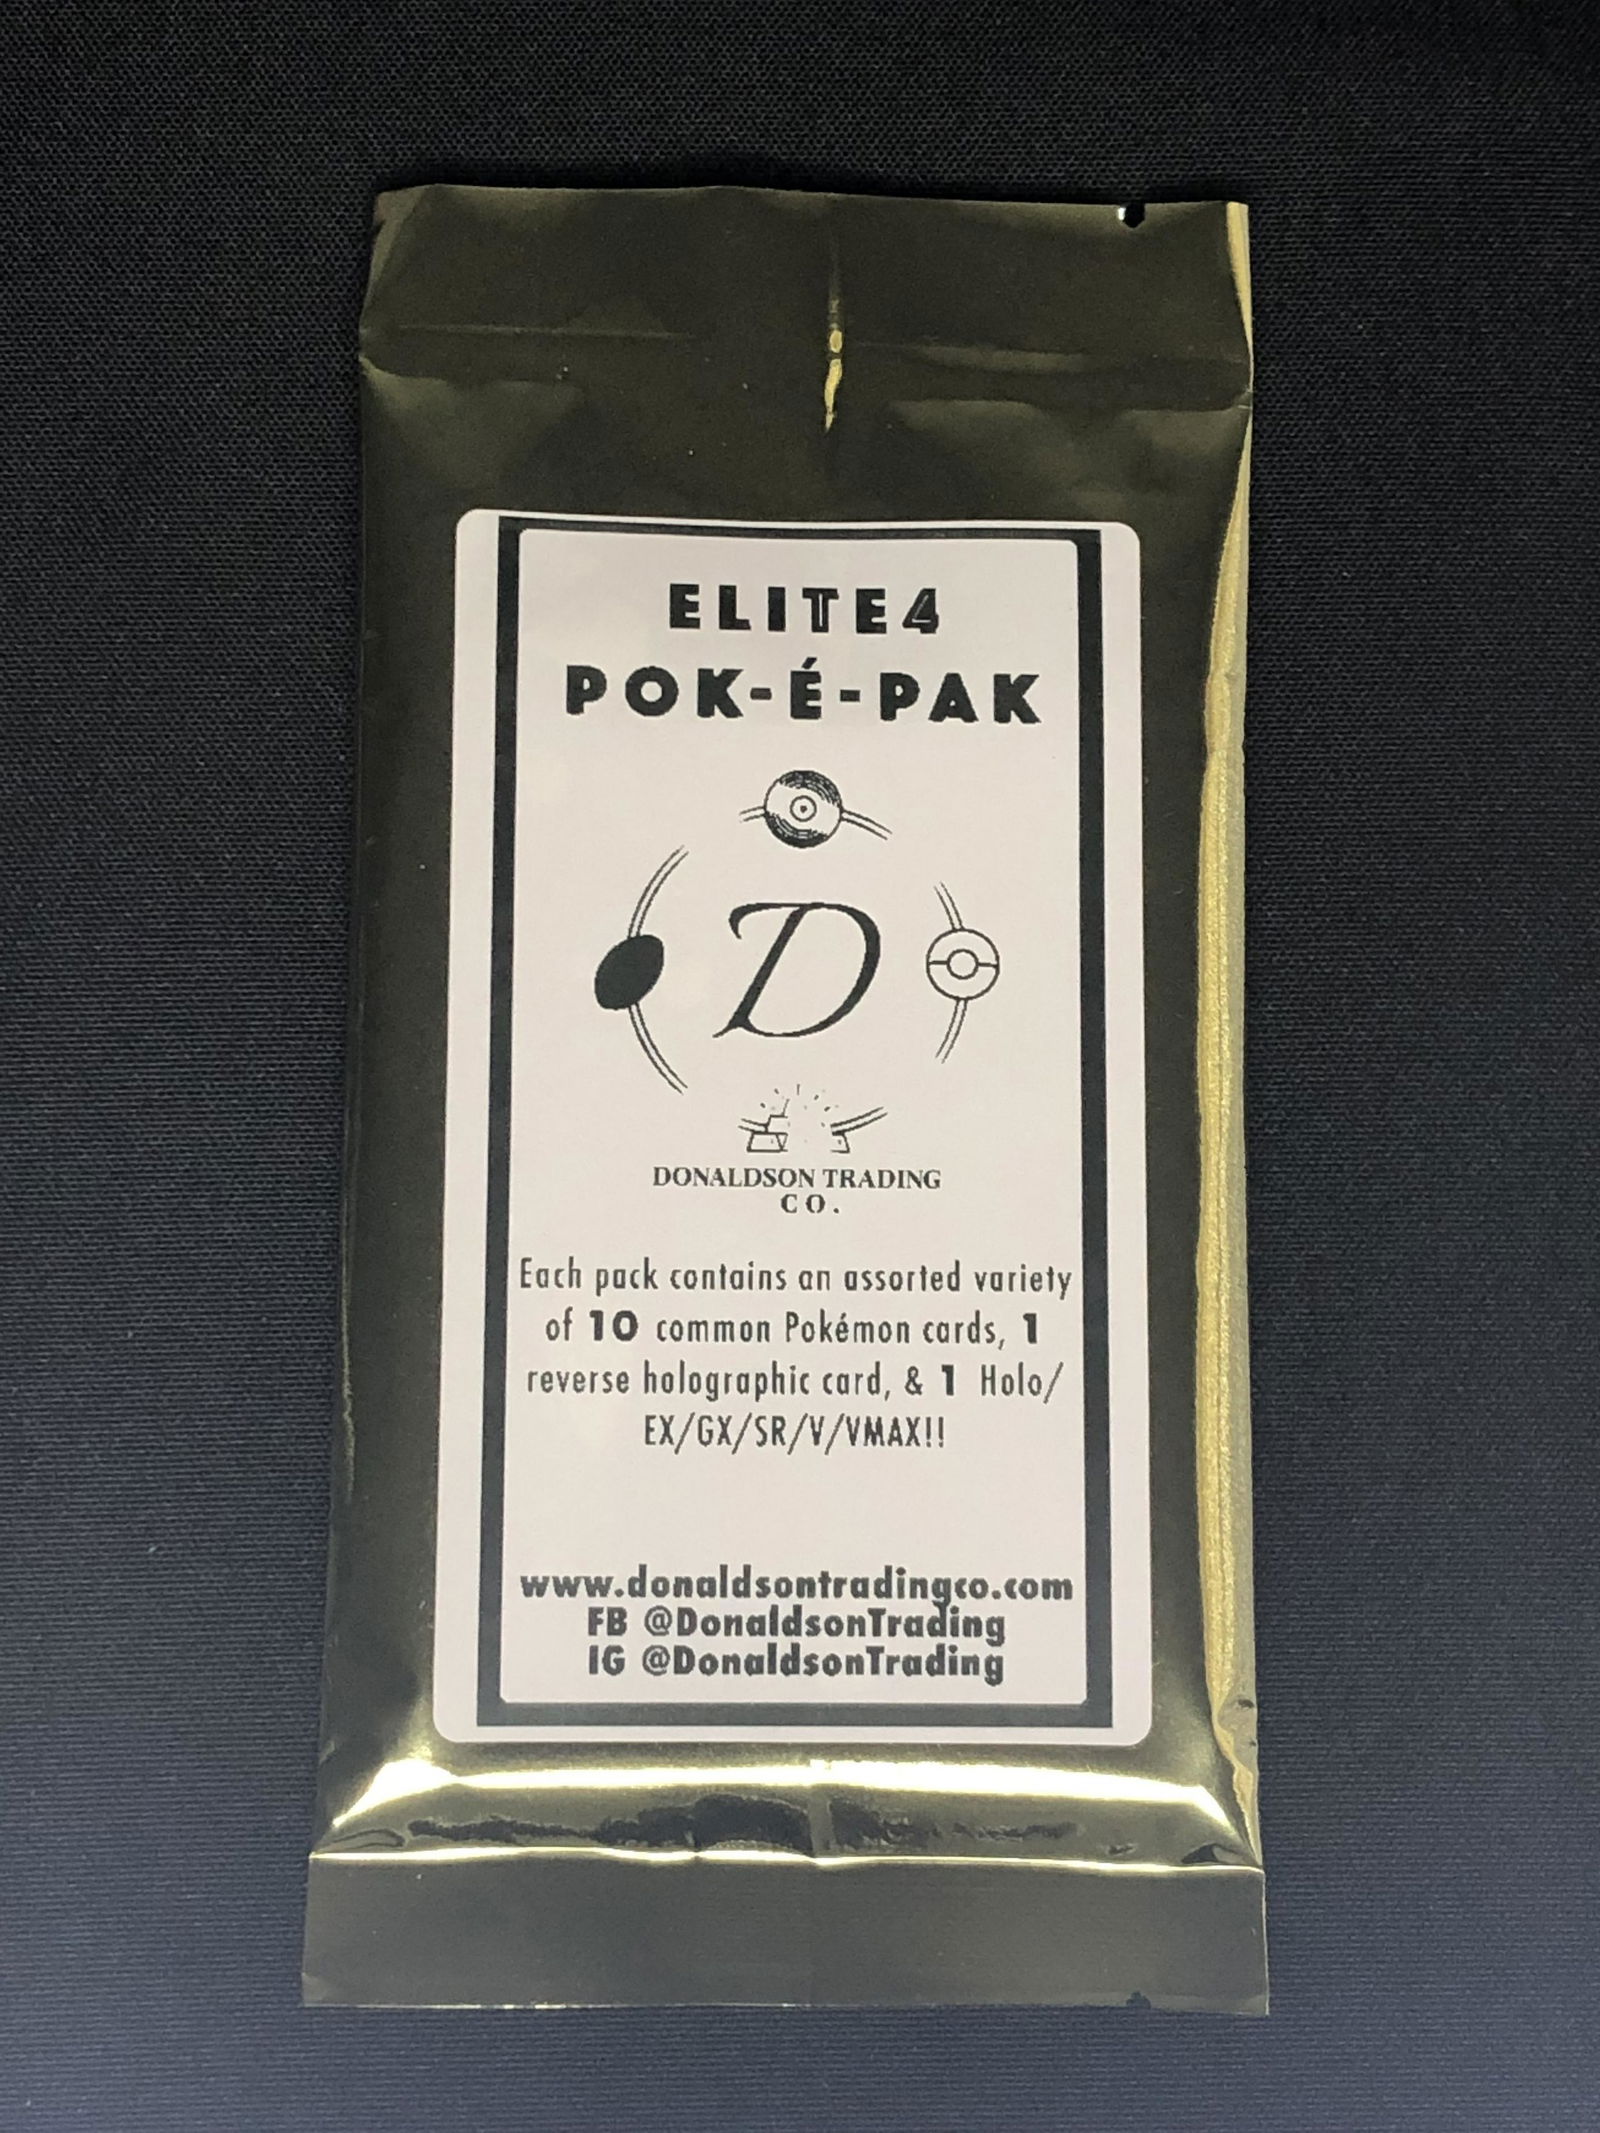 ELITE4
POK-É-PAK
D
DONALDSON TRADING
CO.
Each pack contains an assorted variety
of 10 common Pokémon cards, 1
reverse holographic card, & 1 Holo/
EX/GX/SR/V/VMAX!!
www.donaldsontradingco.com
FB @DonaldsonTrading
IG @DonaldsonTrading